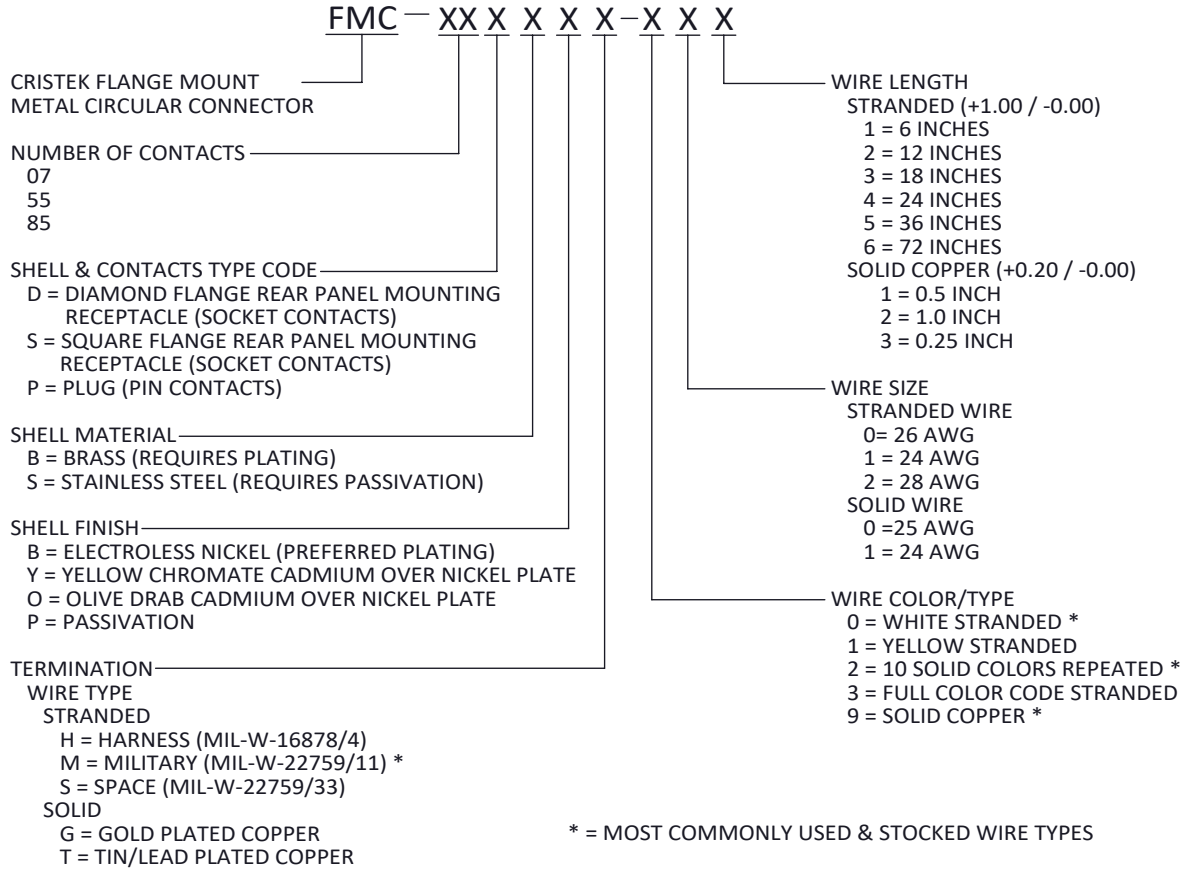 FMC - XX X X X X - X X X
CRISTEK FLANGE MOUNT
METAL CIRCULAR CONNECTOR
NUMBER OF CONTACTS
07
55
85
SHELL & CONTACTS TYPE CODE
D = DIAMOND FLANGE REAR PANEL MOUNTING
RECEPTACLE (SOCKET CONTACTS)
S = SQUARE FLANGE REAR PANEL MOUNTING
RECEPTACLE (SOCKET CONTACTS)
P = PLUG (PIN CONTACTS)
SHELL MATERIAL
B = BRASS (REQUIRES PLATING)
S = STAINLESS STEEL (REQUIRES PASSIVATION)
SHELL FINISH
B = ELECTROLESS NICKEL (PREFERRED PLATING)
Y = YELLOW CHROMATE CADMIUM OVER NICKEL PLATE
O = OLIVE DRAB CADMIUM OVER NICKEL PLATE
P = PASSIVATION
TERMINATION
WIRE TYPE
STRANDED
H = HARNESS (MIL-W-16878/4)
M = MILITARY (MIL-W-22759/11) *
S = SPACE (MIL-W-22759/33)
SOLID
G = GOLD PLATED COPPER
T = TIN/LEAD PLATED COPPER
WIRE LENGTH
STRANDED (+1.00 / -0.00)
1 = 6 INCHES
2 = 12 INCHES
3 = 18 INCHES
4 = 24 INCHES
5 = 36 INCHES
6 = 72 INCHES
SOLID COPPER (+0.20 / -0.00)
1 = 0.5 INCH
2 = 1.0 INCH
3 = 0.25 INCH
WIRE SIZE
STRANDED WIRE
0= 26 AWG
1 = 24 AWG
2 = 28 AWG
SOLID WIRE
0 =25 AWG
1 = 24 AWG
WIRE COLOR/TYPE
0 = WHITE STRANDED *
1 = YELLOW STRANDED
2 = 10 SOLID COLORS REPEATED *
3 = FULL COLOR CODE STRANDED
9 = SOLID COPPER *
* = MOST COMMONLY USED & STOCKED WIRE TYPES